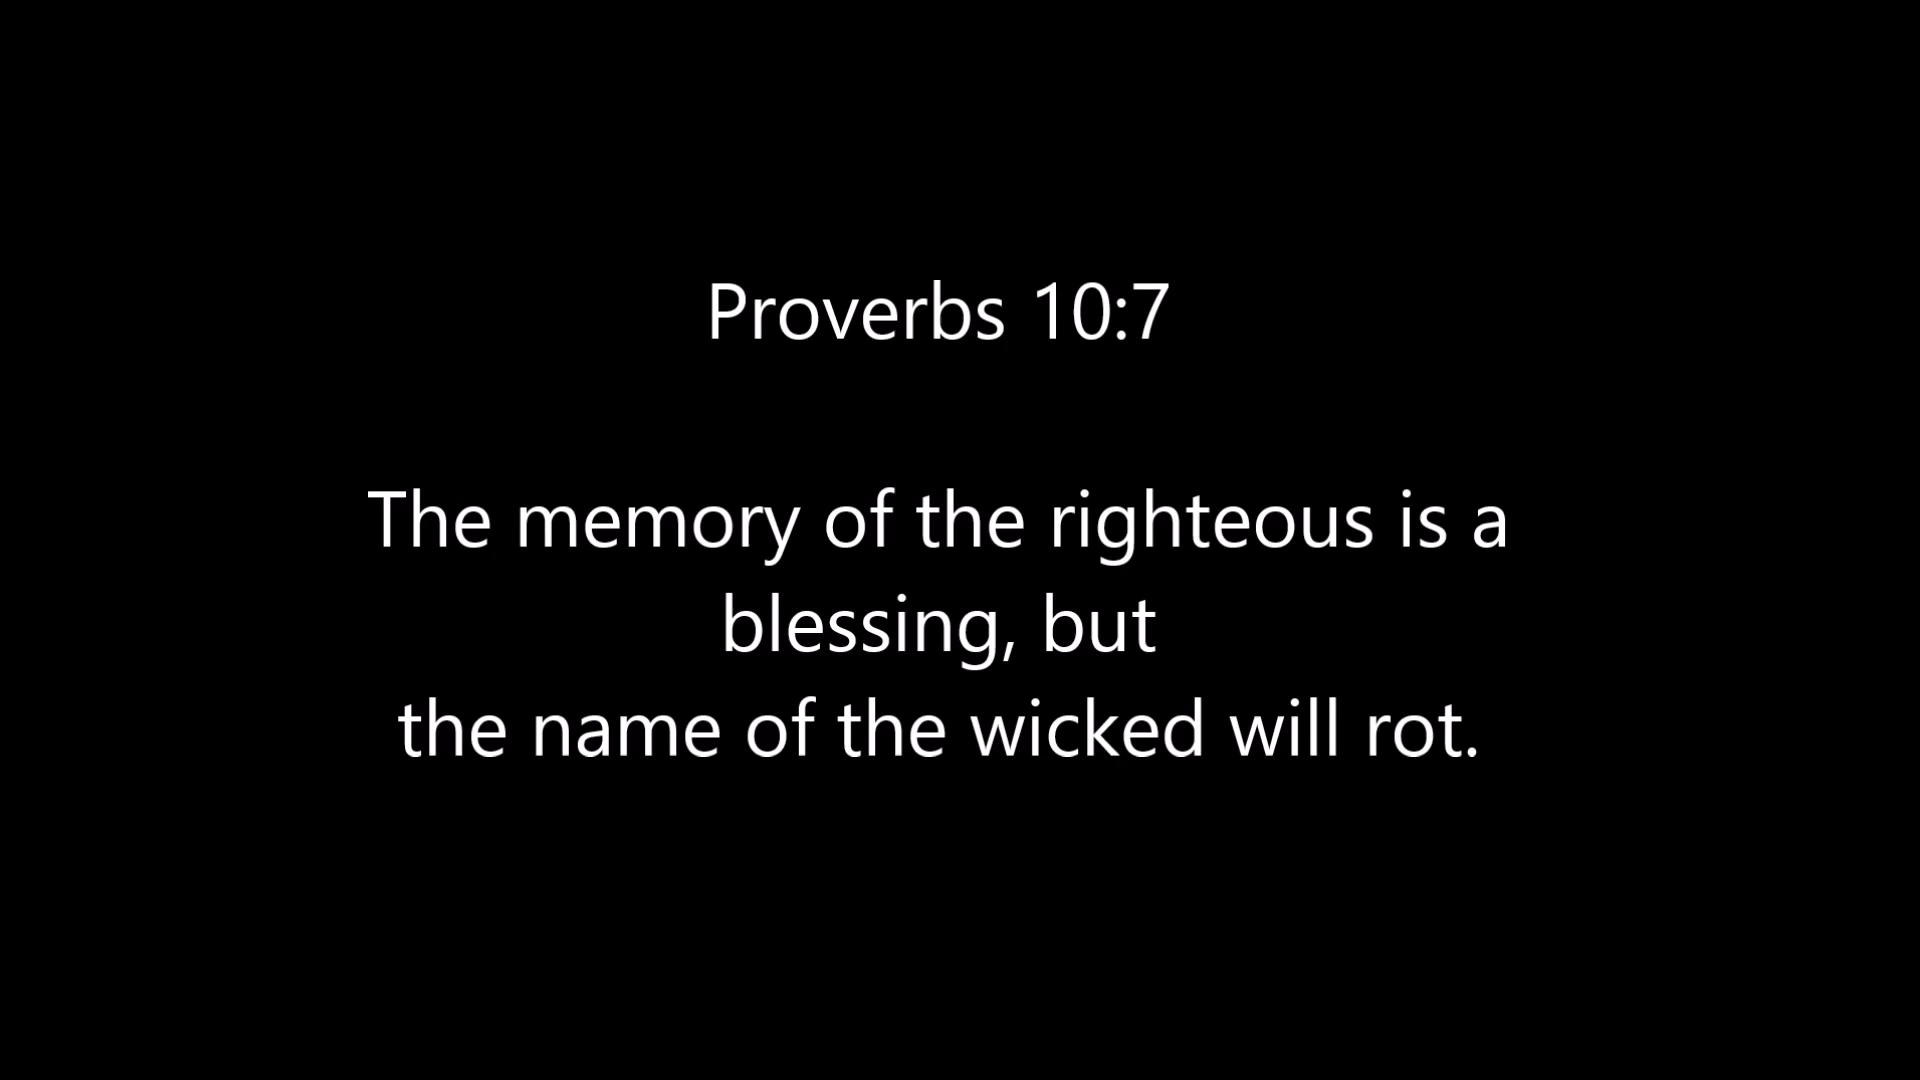 Proverbs 10:7
The memory of the righteous is a
blessing, but
the name of the wicked will rot.